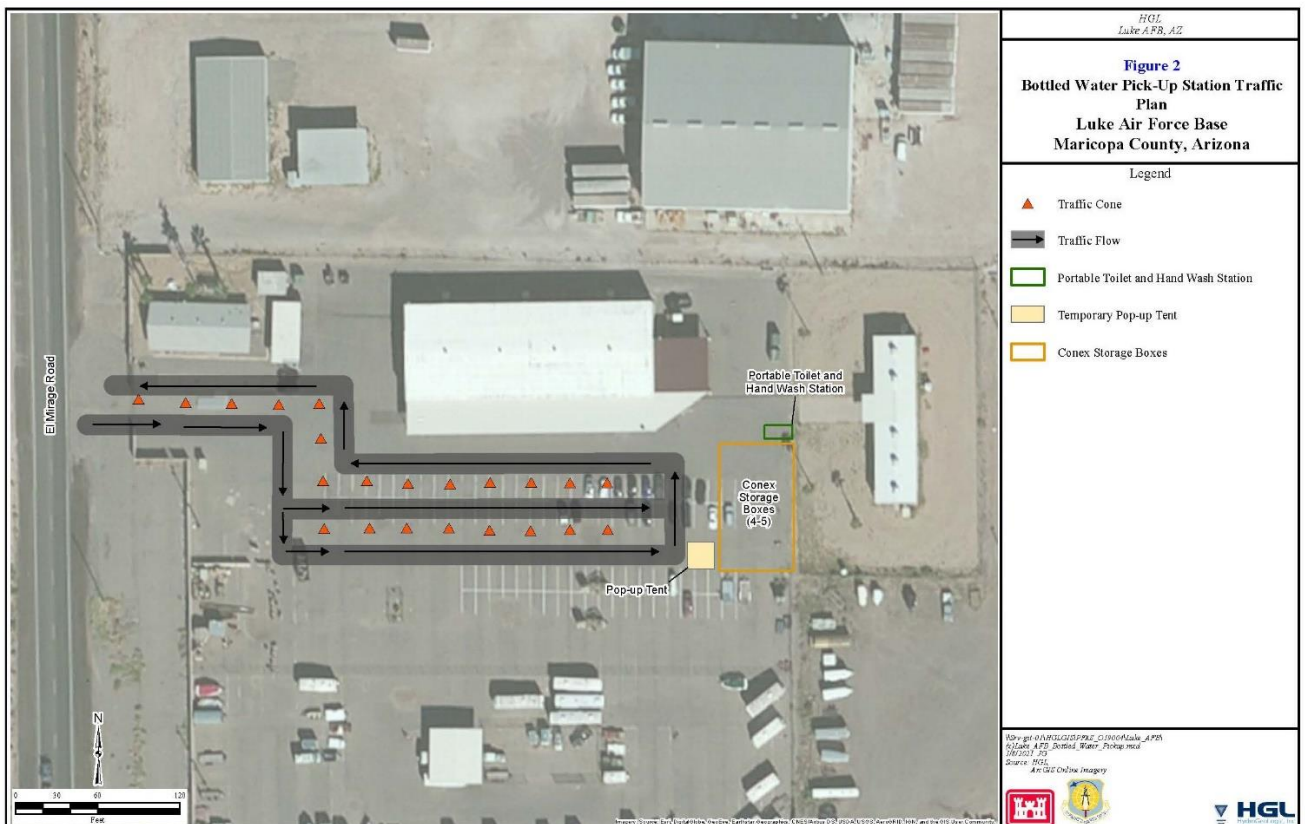 HGL
Luke AFB, AZ
Figure 2
Bottled Water Pick-Up Station Traffic
Plan
Luke Air Force Base
Maricopa County, Arizona
Legend
Traffic Cone
Traffic Flow
Portable Toilet and Hand Wash Station
Temporary Pop-up Tent
Conex Storage Boxes
El Mirage Road
Portable Toilet and
Hand Wash Station
Conex
Storage
Boxes
(4-5)
Pop-up Tent
N
0 30 60 120
Feet
Source: HGL,
ArcGIS Online Imagery
HGL